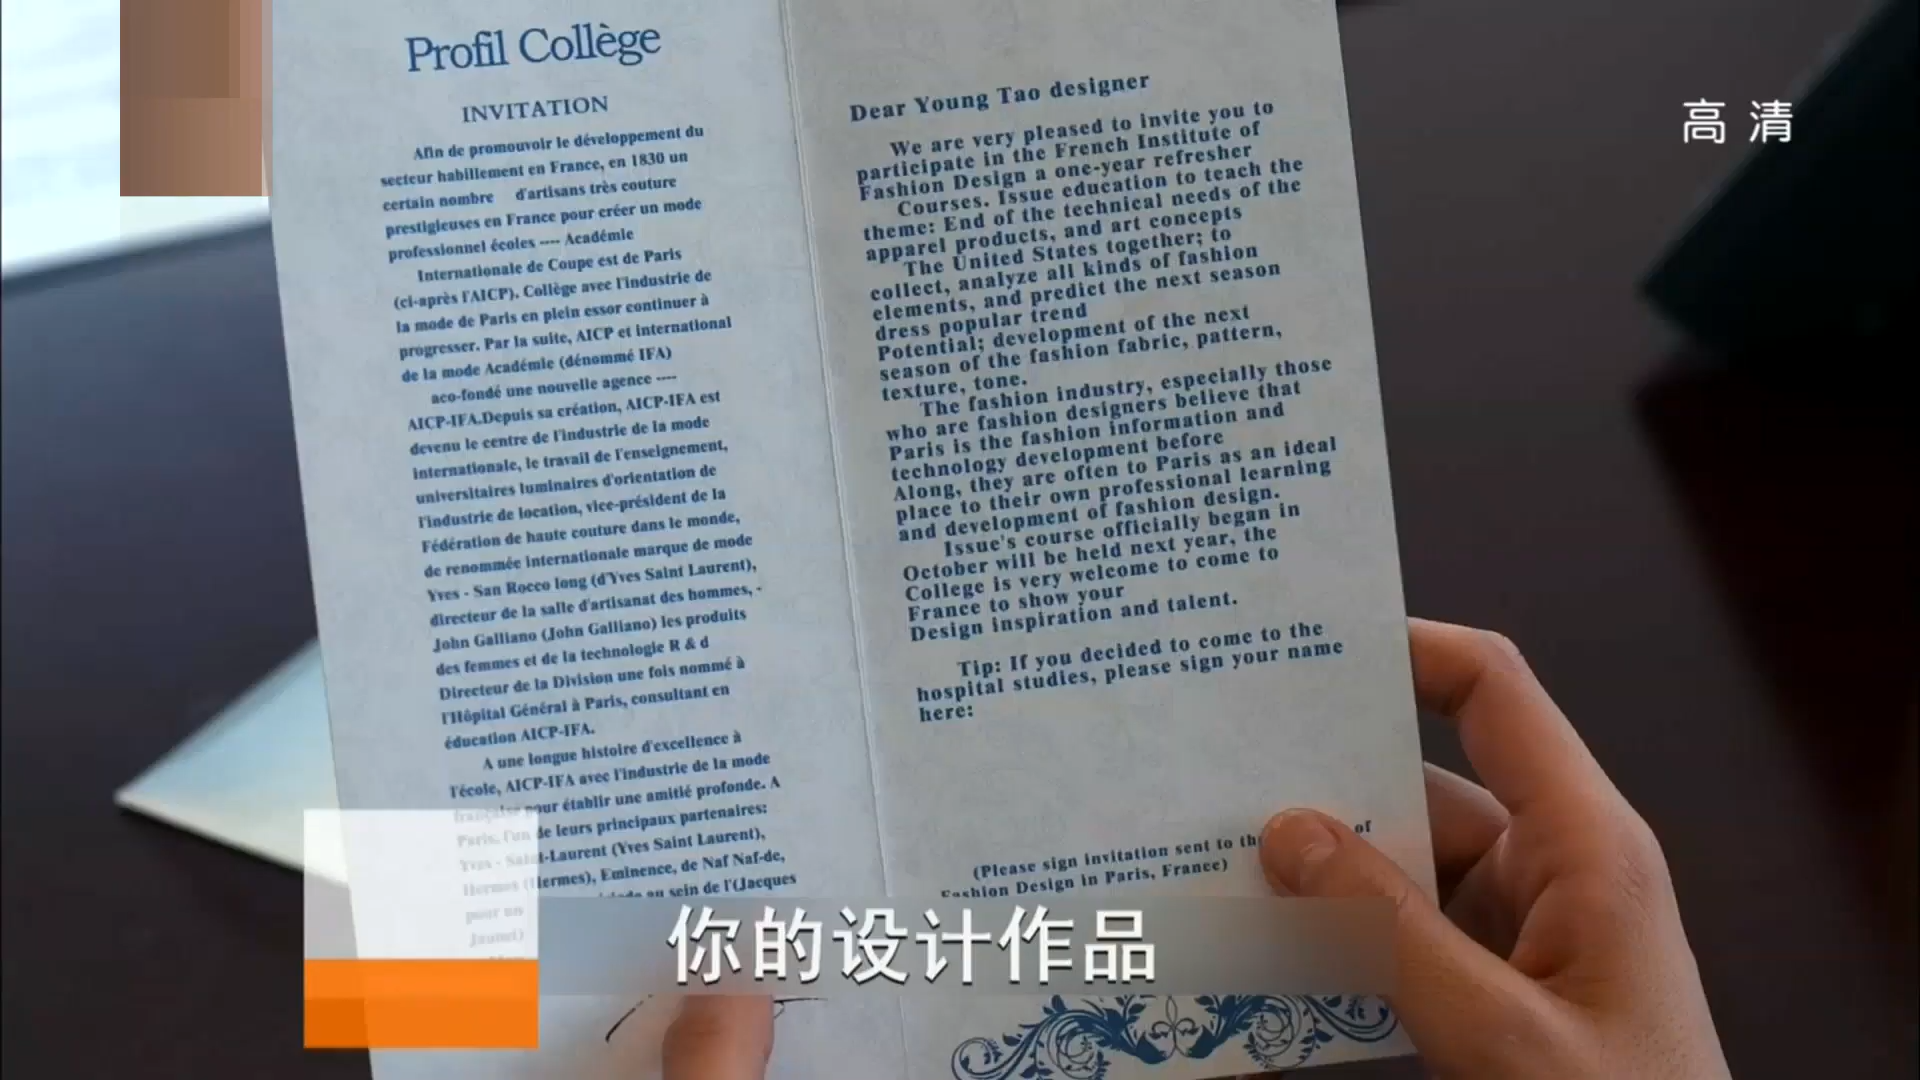 Profil Collège
INVITATION
Afin de promouvoir le développement du
secteur habillement en France, en 1830 un
certain nombre d'artisans très couture
prestigieuses en France pour créer un mode
professionnel écoles ---- Académie
Internationale de Coupe est de Paris
(ci-après l'AICP). Collège avec l'industrie de
la mode de Paris en plein essor continuer à
progresser. Par la suite, AICP et international
de la mode Académie (dénommé IFA)
aco-fondé une nouvelle agence ----
AICP-IFA.Depuis sa création, AICP-IFA est
devenu le centre de l'industrie de la mode
internationale, le travail de l'enseignement,
universitaires luminaires d'orientation de
l'industrie de location, vice-président de la
Fédération de haute couture dans le monde,
de renommée internationale marque de mode
Yves - San Rocco long (d'Yves Saint Laurent),
directeur de la salle d'artisanat des hommes, -
John Galliano (John Galliano) les produits
des femmes et de la technologie R & d
Directeur de la Division une fois nommé à
l'Hôpital Général à Paris, consultant en
éducation AICP-IFA.
A une longue histoire d'excellence à
l'école, AICP-IFA avec l'industrie de la mode
française pour établir une amitié profonde. A
Paris, l'un de leurs principaux partenaires:
Yves - Saint-Laurent (Yves Saint Laurent),
Hermes (Hermes), Eminence, de Naf Naf-de,
au sein de l'(Jacques
pour un
Jaunet)
Dear Young Tao designer
We are very pleased to invite you to
participate in the French Institute of
Fashion Design a one-year refresher
Courses. Issue education to teach the
theme: End of the technical needs of the
apparel products, and art concepts
The United States together; to
collect, analyze all kinds of fashion
elements, and predict the next season
dress popular trend
Potential; development of the next
season of the fashion fabric, pattern,
texture, tone.
The fashion industry, especially those
who are fashion designers believe that
Paris is the fashion information and
technology development before
Along, they are often to Paris as an ideal
place to their own professional learning
and development of fashion design.
Issue's course officially began in
October will be held next year, the
College is very welcome to come to
France to show your
Design inspiration and talent.
Tip: If you decided to come to the
hospital studies, please sign your name
here:
(Please sign invitation sent to the of
Fashion Design in Paris, France)
高清
你的设计作品